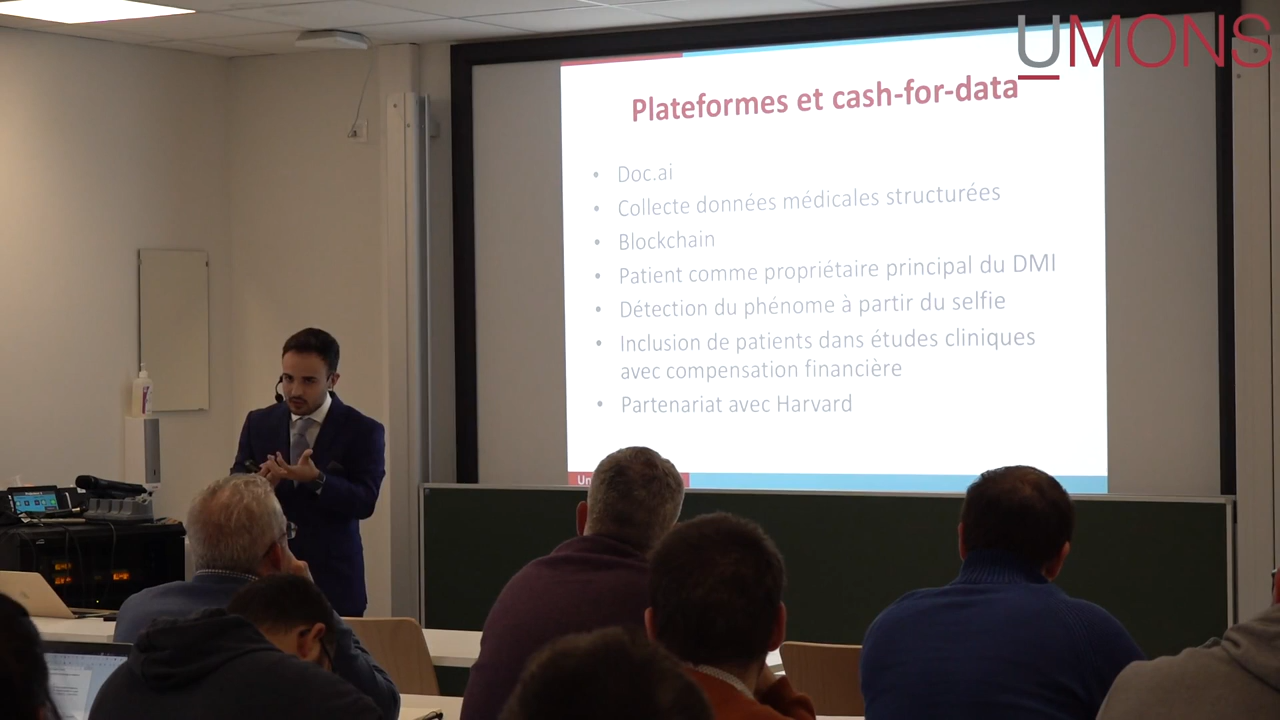 UMONS
Plateformes et cash-for-data
• Doc.ai
• Collecte données médicales structurées
• Blockchain
• Patient comme propriétaire principal du DMI
• Détection du phénome à partir du selfie
• Inclusion de patients dans études cliniques
avec compensation financière
• Partenariat avec Harvard